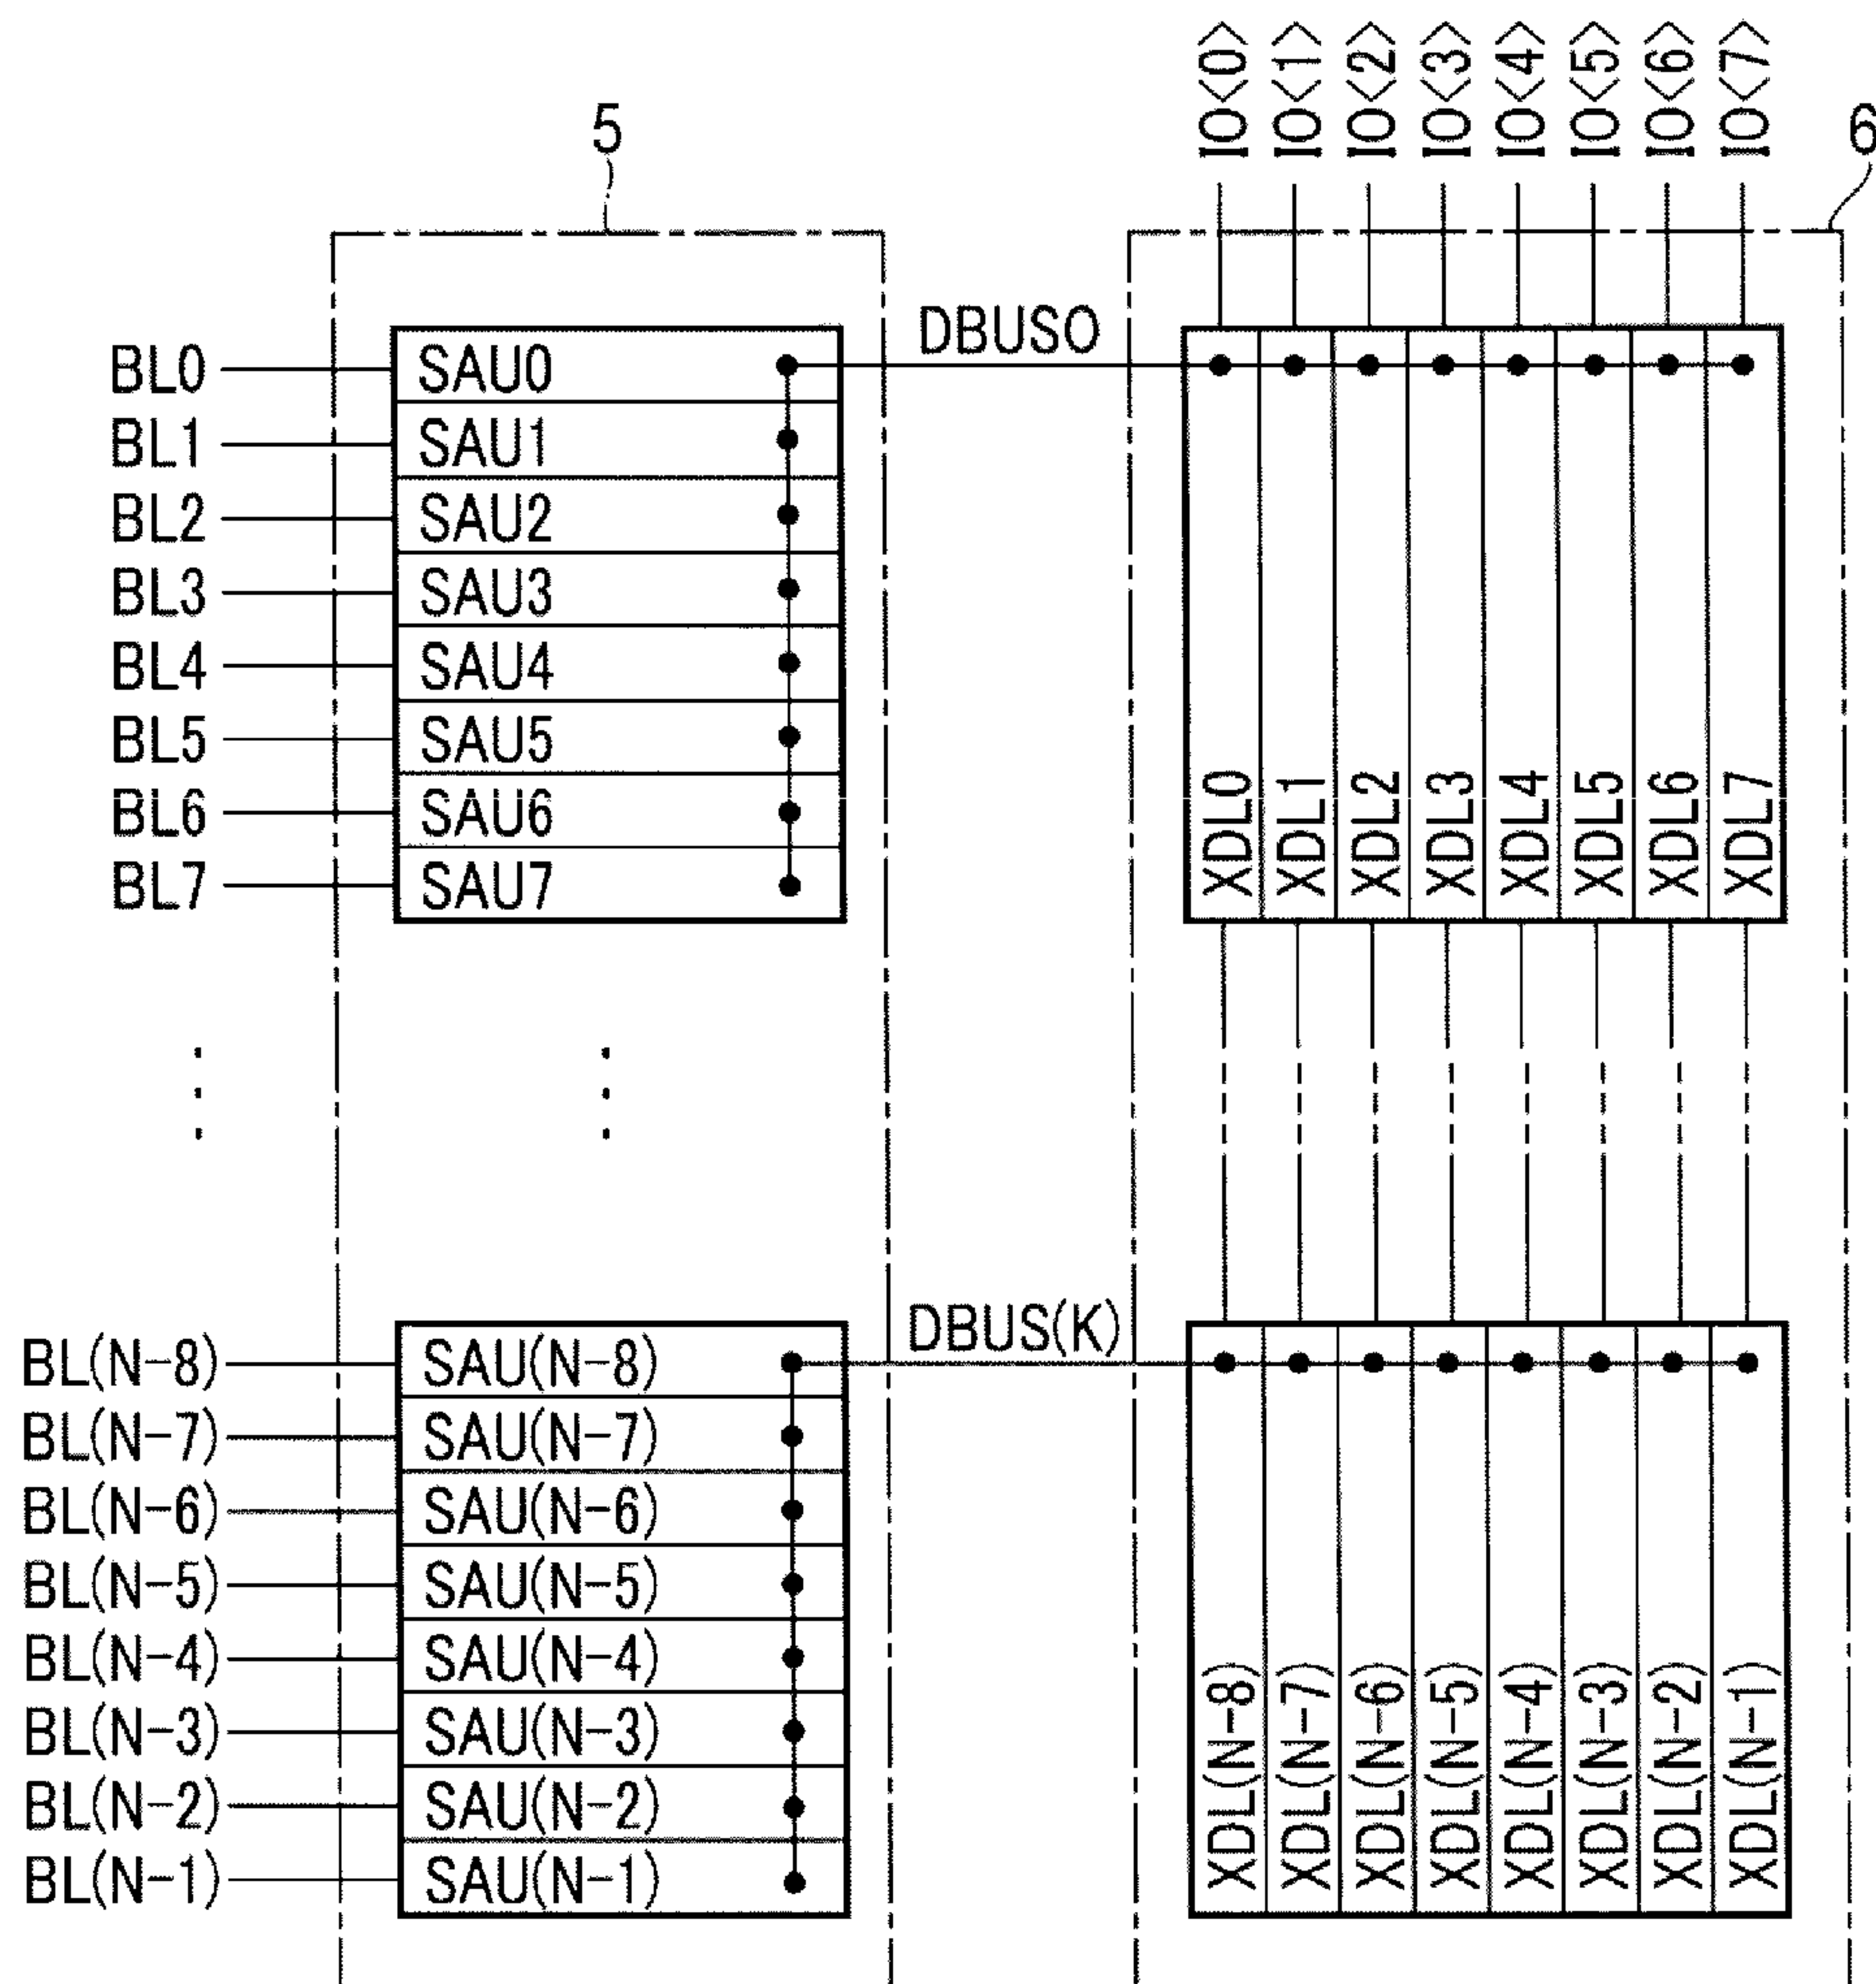 IO<0>
IO<1>
IO<2>
IO<3>
IO<4>
IO<5>
IO<6>
IO<7>
5
6
DBUSO
BL0
SAU0
BL1
SAU1
BL2
SAU2
BL3
SAU3
BL4
SAU4
BL5
SAU5
BL6
SAU6
BL7
SAU7
XDL0
XDL1
XDL2
XDL3
XDL4
XDL5
XDL6
XDL7
DBUS(K)
BL(N-8)
SAU(N-8)
BL(N-7)
SAU(N-7)
BL(N-6)
SAU(N-6)
BL(N-5)
SAU(N-5)
BL(N-4)
SAU(N-4)
BL(N-3)
SAU(N-3)
BL(N-2)
SAU(N-2)
BL(N-1)
SAU(N-1)
XDL(N-8)
XDL(N-7)
XDL(N-6)
XDL(N-5)
XDL(N-4)
XDL(N-3)
XDL(N-2)
XDL(N-1)